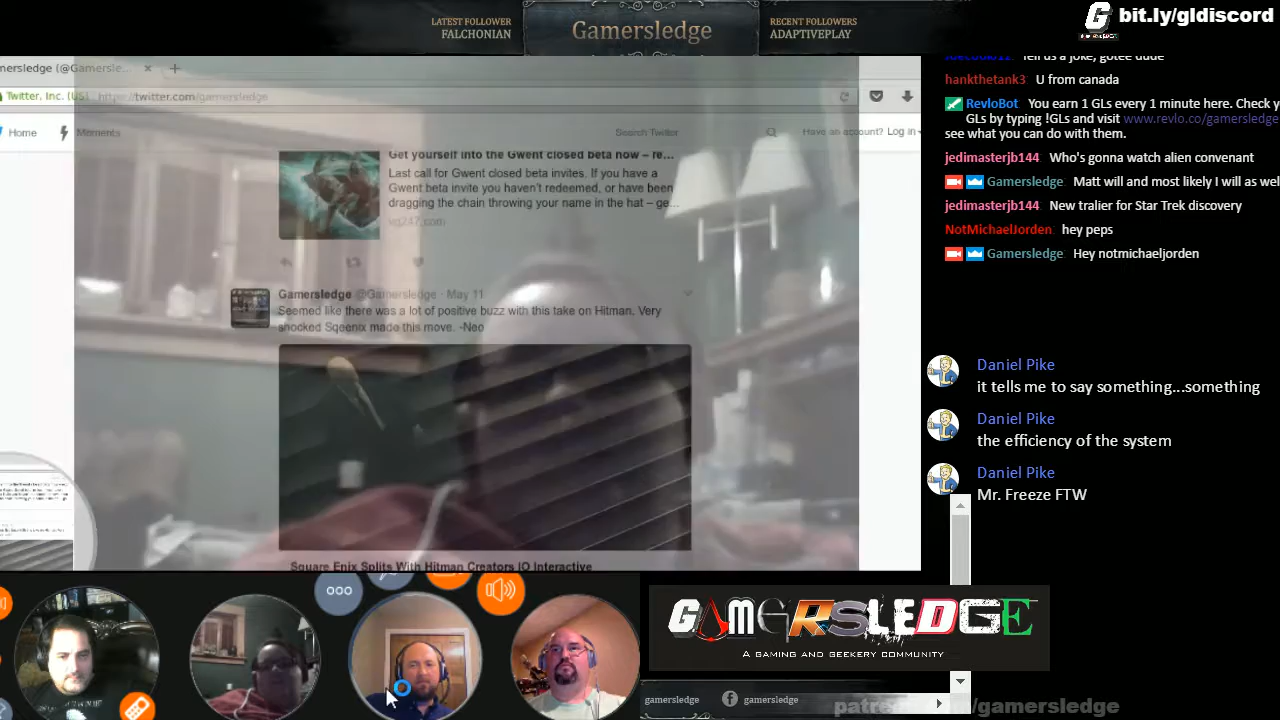 LATEST FOLLOWER
FALCHONIAN
Gamersledge
RECENT FOLLOWERS
ADAPTIVEPLAY
bit.ly/gldiscord
mersledge (@Gamersle... × +
Twitter, Inc. (US) https://twitter.com/gamersledge
Home Moments Search Twitter Have an account? Log in
Get yourself into the Gwent closed beta now – re...
Last call for Gwent closed beta invites. If you have a
Gwent beta invite you haven't redeemed, or have been
dragging the chain throwing your name in the hat – ge...
vg247.com
Gamersledge @Gamersledge · May 11
Seemed like there was a lot of positive buzz with this take on Hitman. Very
shocked Sqeenix made this move. -Neo
Square Enix Splits With Hitman Creators IO Interactive
Tell us a joke, gotee dude
hankthetank3 U from canada
RevloBot You earn 1 GLs every 1 minute here. Check y
GLs by typing !GLs and visit www.revlo.co/gamersledge
see what you can do with them.
jedimasterjb144 Who's gonna watch alien convenant
Gamersledge Matt will and most likely I will as wel
jedimasterjb144 New tralier for Star Trek discovery
NotMichaelJorden hey peps
Gamersledge Hey notmichaeljorden
Daniel Pike
it tells me to say something...something
Daniel Pike
the efficiency of the system
Daniel Pike
Mr. Freeze FTW
GAMERSLEDGE
A GAMING AND GEEKERY COMMUNITY
gamersledge gamersledge
/gamersledge